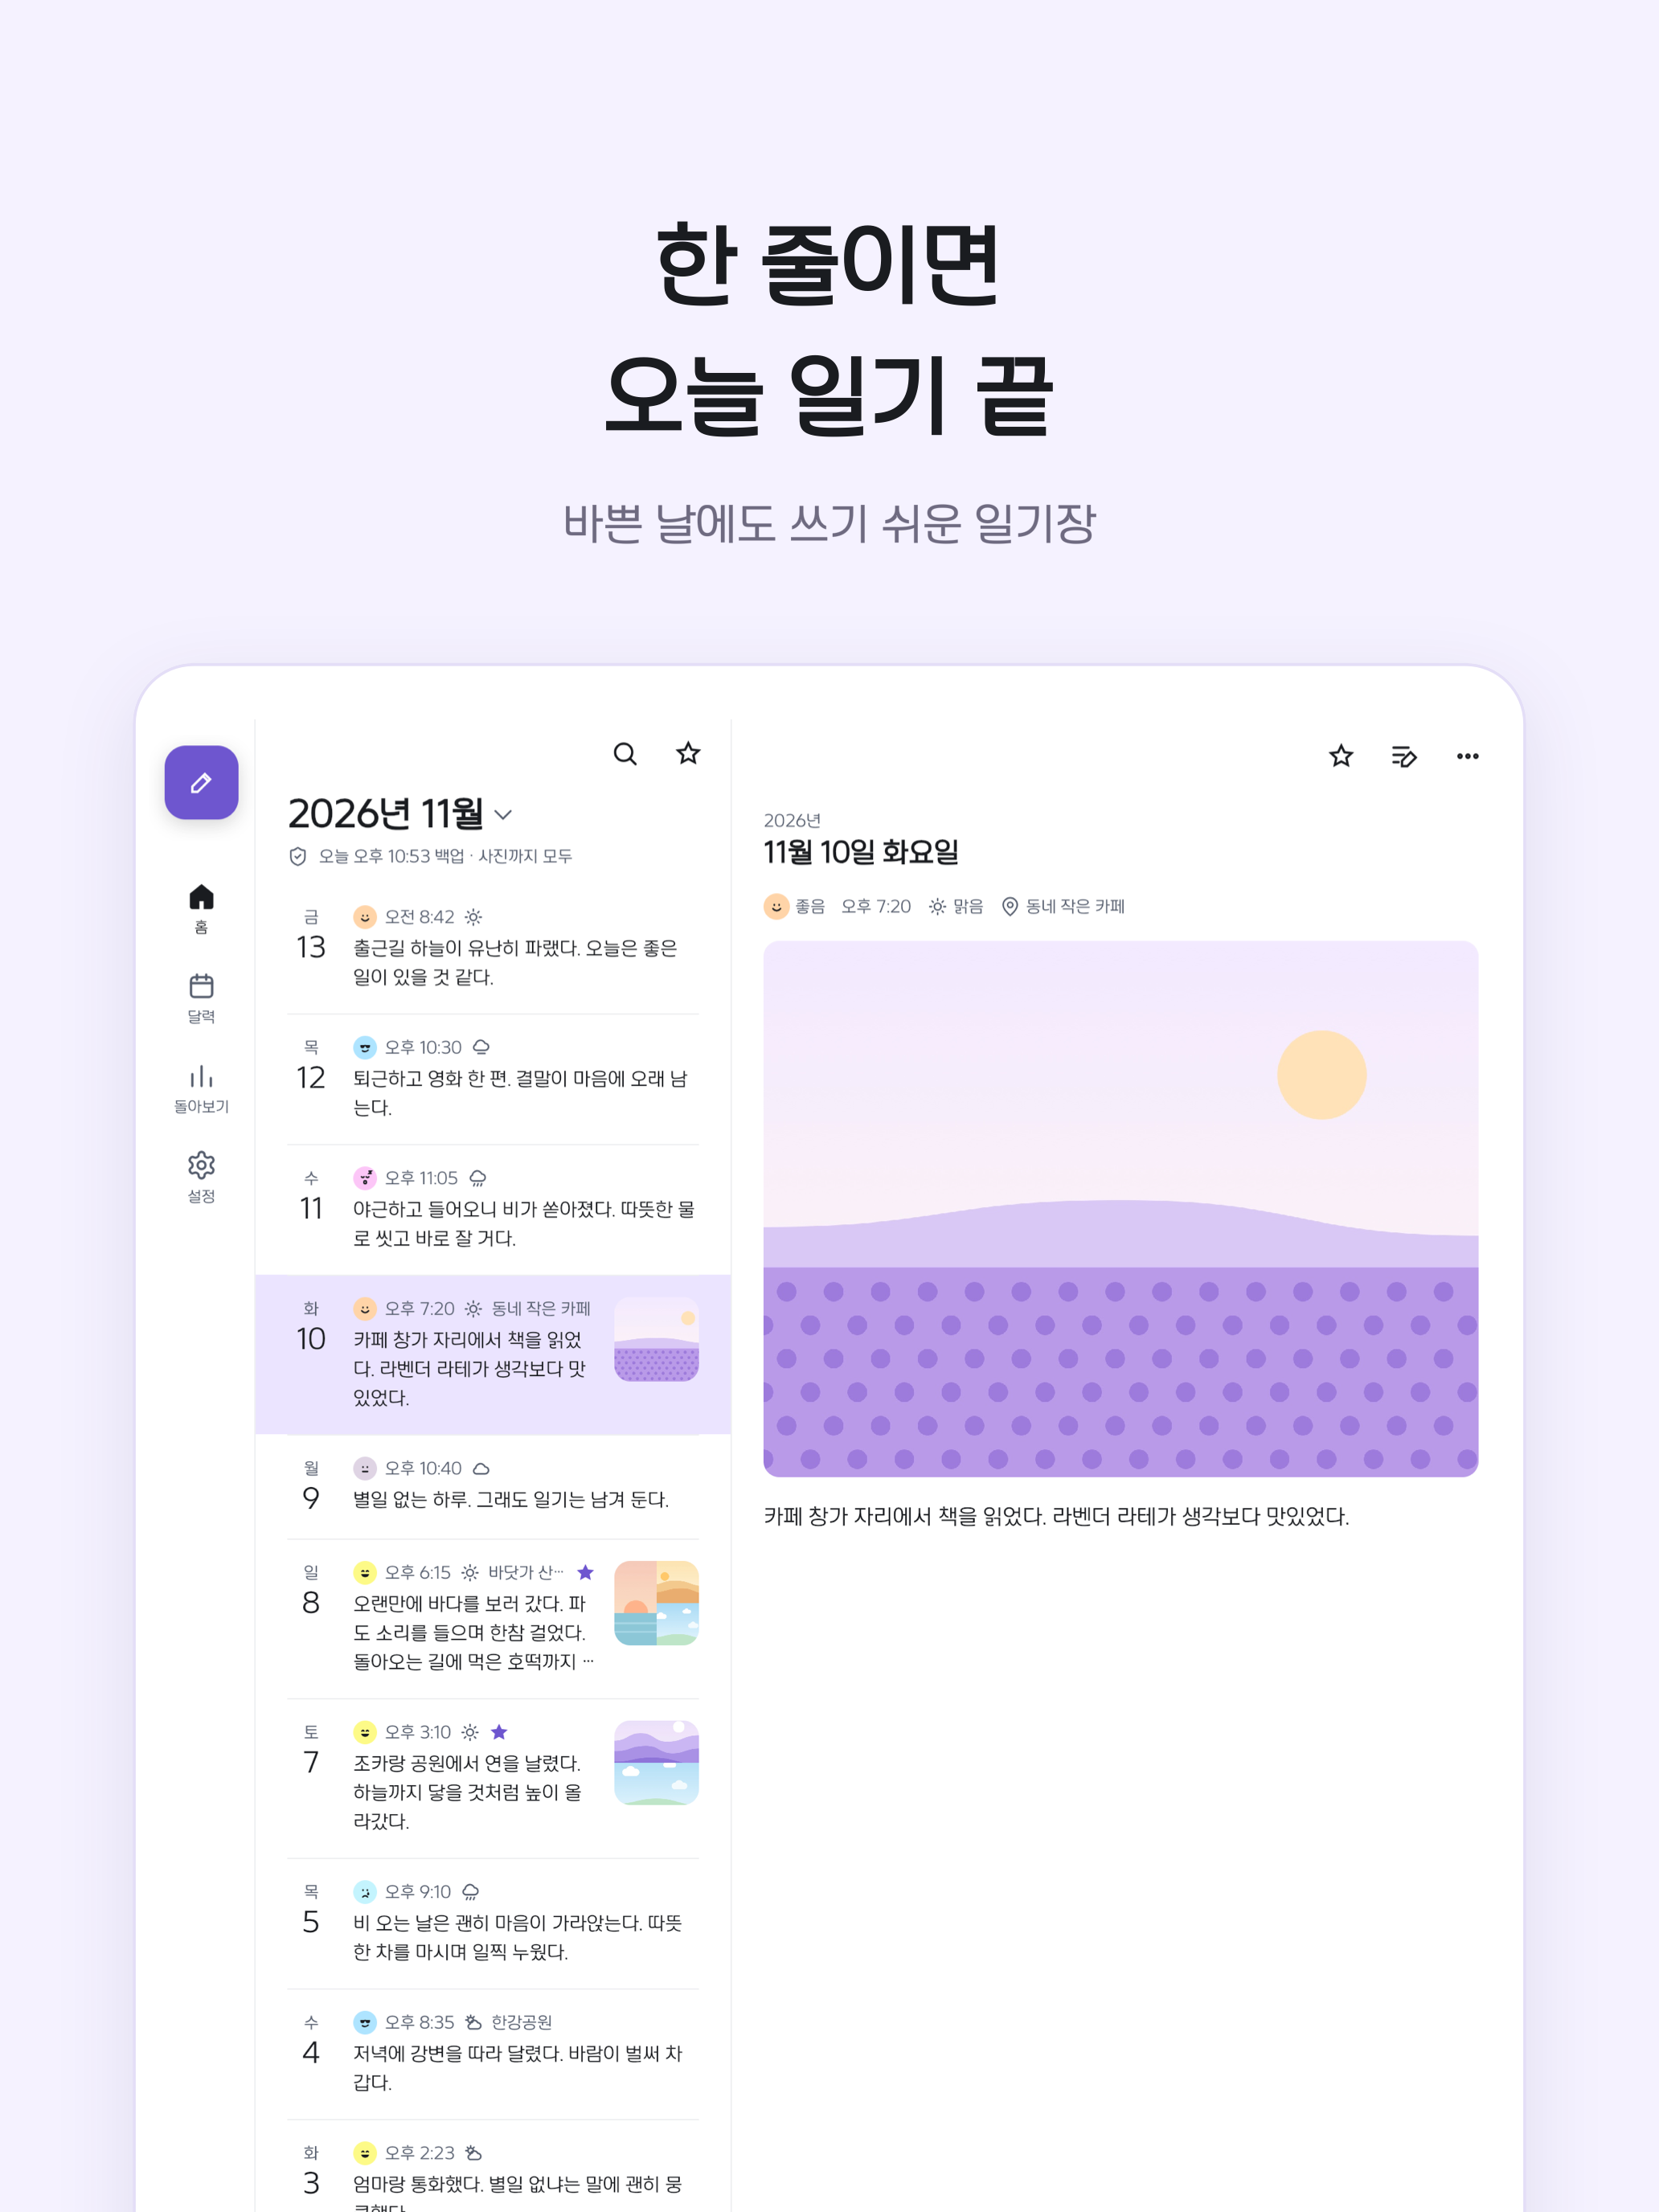 한 줄이면
오늘 일기 끝
바쁜 날에도 쓰기 쉬운 일기장
홈
달력
돌아보기
설정
2026년 11월
오늘 오후 10:53 백업 · 사진까지 모두
금
13
오전 8:42
출근길 하늘이 유난히 파랬다. 오늘은 좋은
일이 있을 것 같다.
목
12
오후 10:30
퇴근하고 영화 한 편. 결말이 마음에 오래 남
는다.
수
11
오후 11:05
야근하고 들어오니 비가 쏟아졌다. 따뜻한 물
로 씻고 바로 잘 거다.
화
10
오후 7:20 동네 작은 카페
카페 창가 자리에서 책을 읽었
다. 라벤더 라테가 생각보다 맛
있었다.
월
9
오후 10:40
별일 없는 하루. 그래도 일기는 남겨 둔다.
일
8
오후 6:15 바닷가 산…
오랜만에 바다를 보러 갔다. 파
도 소리를 들으며 한참 걸었다.
돌아오는 길에 먹은 호떡까지 …
토
7
오후 3:10
조카랑 공원에서 연을 날렸다.
하늘까지 닿을 것처럼 높이 올
라갔다.
목
5
오후 9:10
비 오는 날은 괜히 마음이 가라앉는다. 따뜻
한 차를 마시며 일찍 누웠다.
수
4
오후 8:35 한강공원
저녁에 강변을 따라 달렸다. 바람이 벌써 차
갑다.
화
3
오후 2:23
엄마랑 통화했다. 별일 없냐는 말에 괜히 뭉
2026년
11월 10일 화요일
좋음 오후 7:20 맑음 동네 작은 카페
카페 창가 자리에서 책을 읽었다. 라벤더 라테가 생각보다 맛있었다.